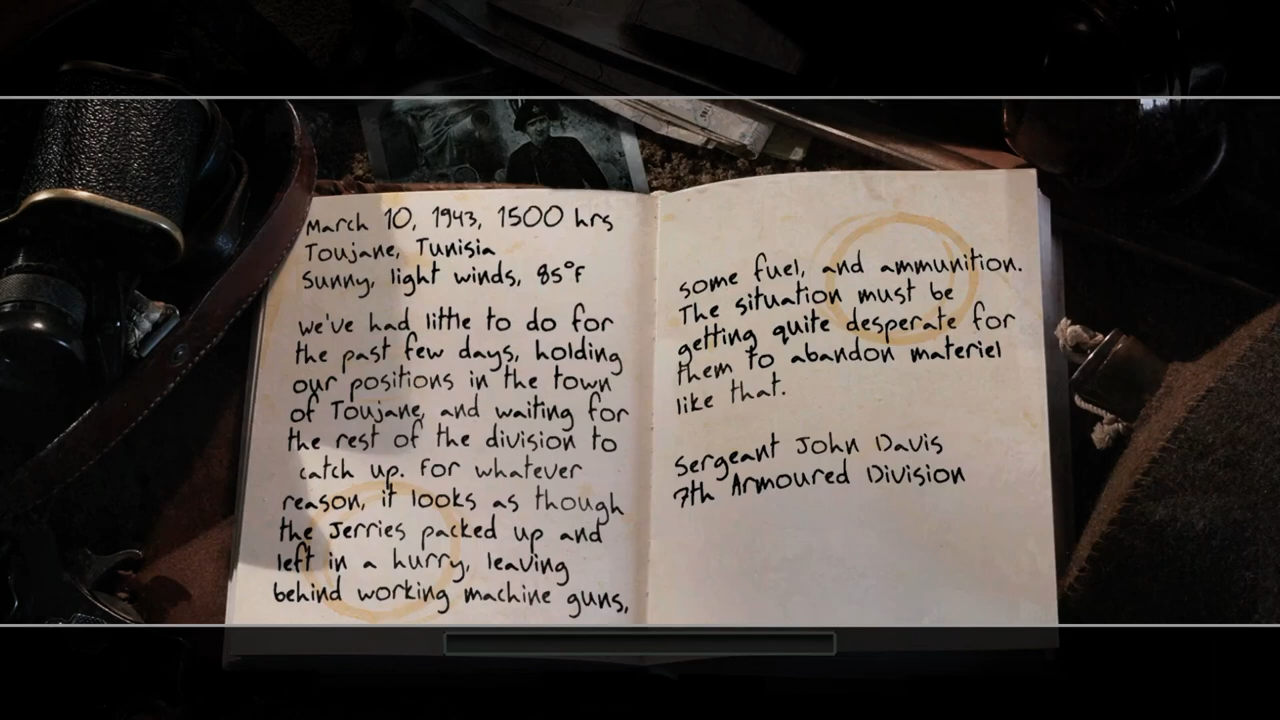 March 10, 1943, 1500 hrs
Toujane, Tunisia
Sunny, light winds, 85°F
we've had little to do for
the past few days, holding
our positions in the town
of Toujane, and waiting for
the rest of the division to
catch up. For whatever
reason, it looks as though
the Jerries packed up and
left in a hurry, leaving
behind working machine guns,
some fuel, and ammunition.
The situation must be
getting quite desperate for
them to abandon materiel
like that.
Sergeant John Davis
7th Armoured Division